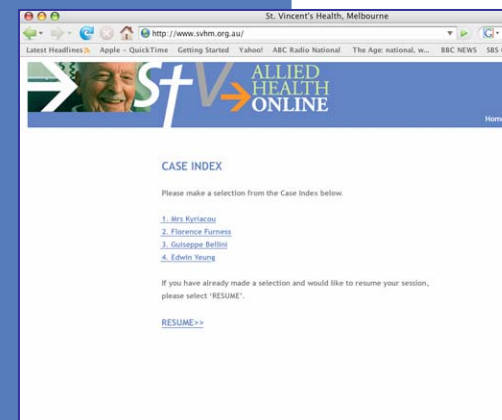 St. Vincent's Health, Melbourne
http://www.svhm.org.au/
Latest Headlines Apple – QuickTime Getting Started Yahoo! ABC Radio National The Age: national, w... BBC NEWS SBS
StV ALLIED
HEALTH
ONLINE
Home
CASE INDEX
Please make a selection from the Case Index below.
1. Mrs Kyriacou
2. Florence Furness
3. Guiseppe Bellini
4. Edwin Yeung
If you have already made a selection and would like to resume your session,
please select ‘RESUME’.
RESUME>>